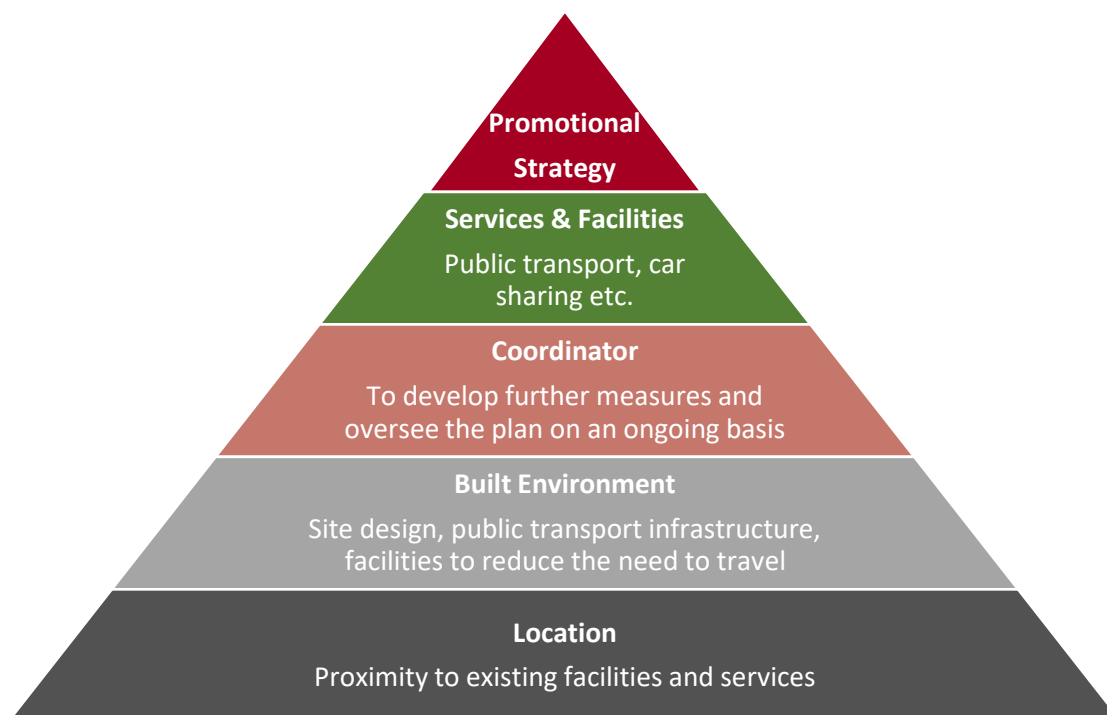 Promotional
Strategy
Services & Facilities
Public transport, car
sharing etc.
Coordinator
To develop further measures and
oversee the plan on an ongoing basis
Built Environment
Site design, public transport infrastructure,
facilities to reduce the need to travel
Location
Proximity to existing facilities and services